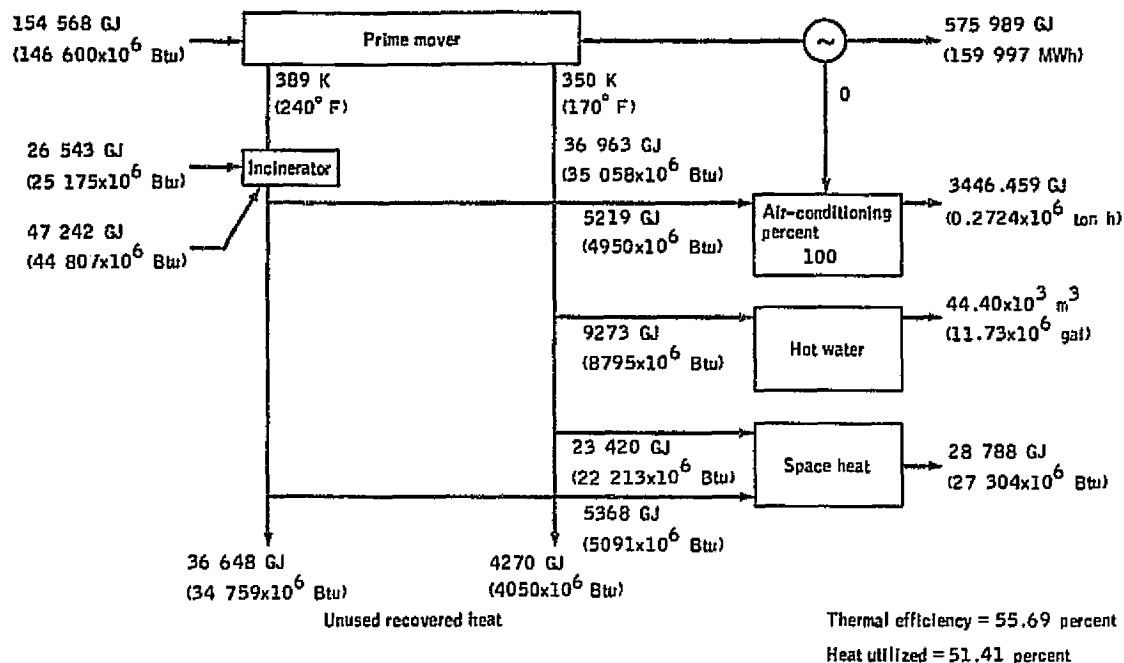 154 568 GJ
(146 600x10⁶ Btu)
Prime mover
~
575 989 GJ
(159 997 MWh)
389 K
(240° F)
350 K
(170° F)
0
26 543 GJ
(25 175x10⁶ Btu)
Incinerator
36 963 GJ
(35 058x10⁶ Btu)
47 242 GJ
(44 807x10⁶ Btu)
5219 GJ
(4950x10⁶ Btu)
Air-conditioning
percent
100
3446.459 GJ
(0.2724x10⁶ ton h)
9273 GJ
(8795x10⁶ Btu)
Hot water
44.40x10³ m³
(11.73x10⁶ gal)
23 420 GJ
(22 213x10⁶ Btu)
Space heat
28 788 GJ
(27 304x10⁶ Btu)
5368 GJ
(5091x10⁶ Btu)
36 648 GJ
(34 759x10⁶ Btu)
4270 GJ
(4050x10⁶ Btu)
Unused recovered heat
Thermal efficiency = 55.69 percent
Heat utilized = 51.41 percent